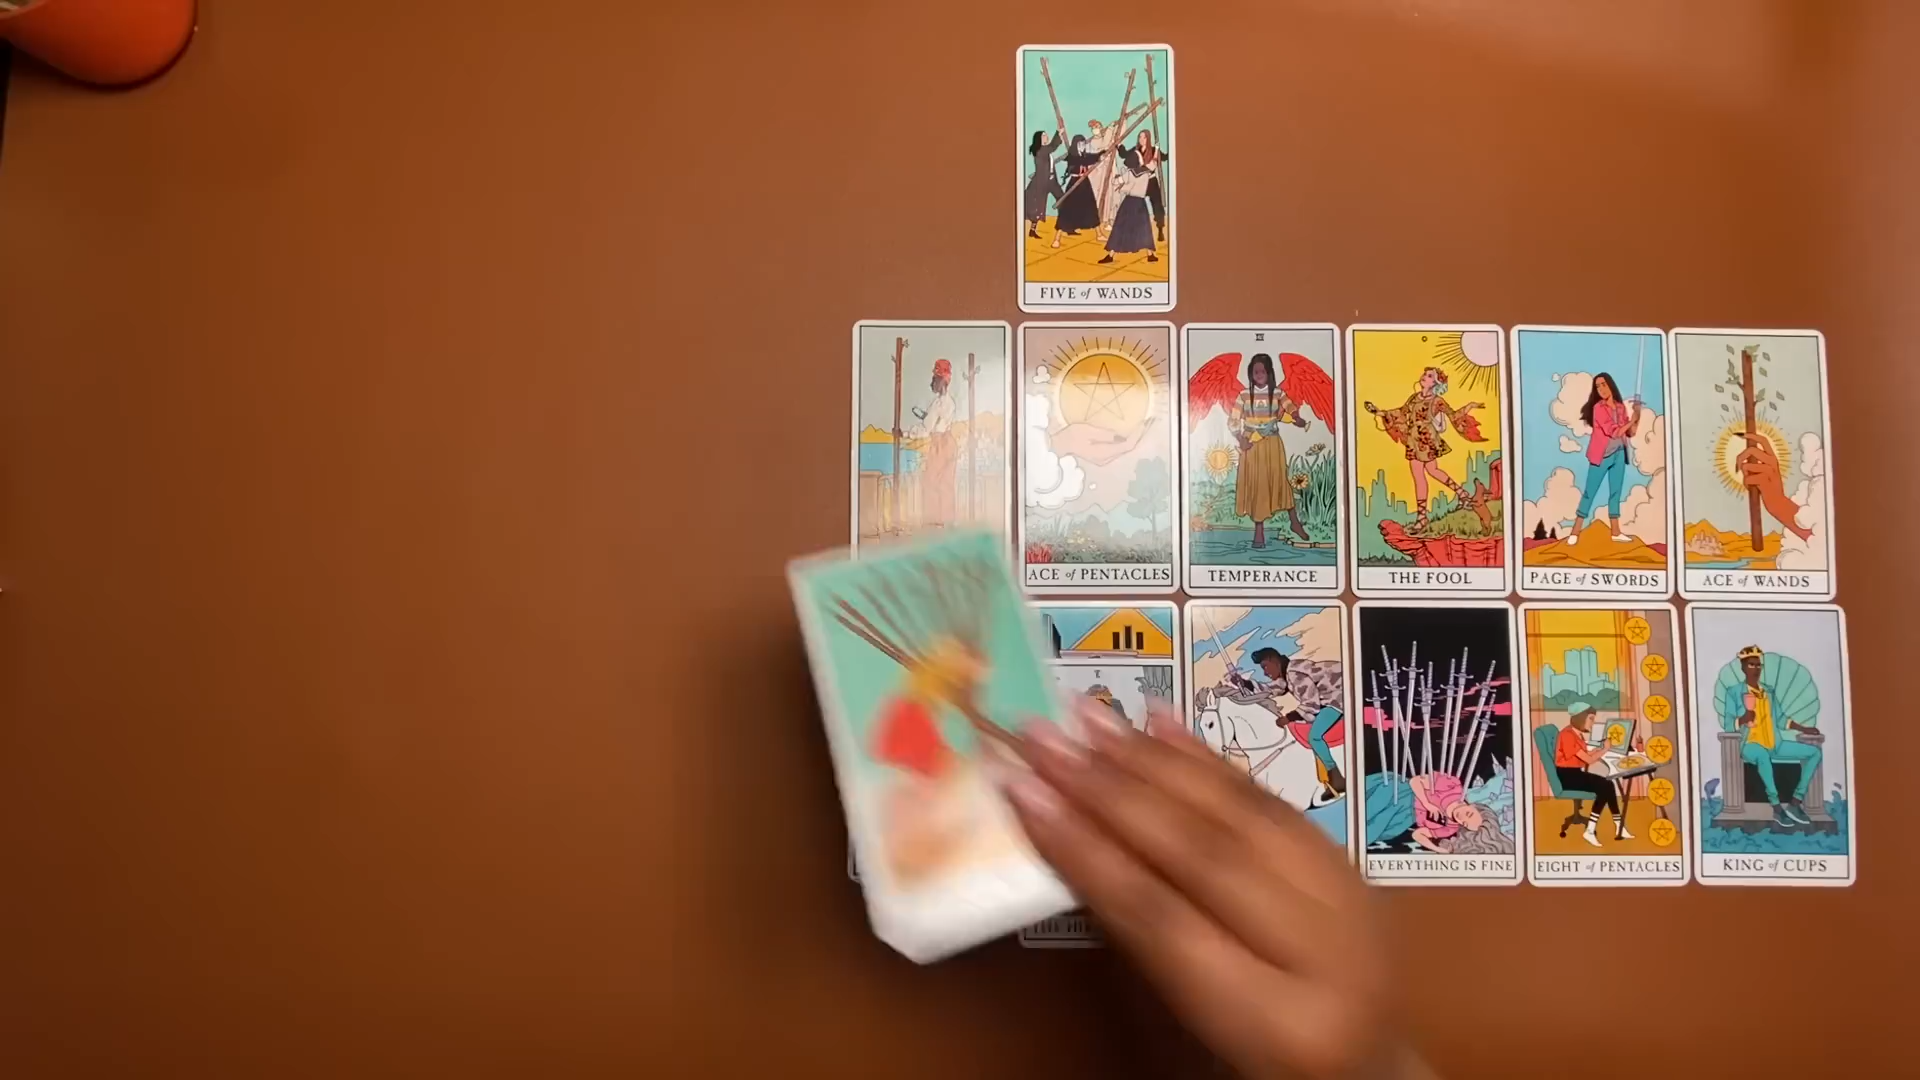 FIVE of WANDS
ACE of PENTACLES
TEMPERANCE
THE FOOL
PAGE of SWORDS
ACE of WANDS
EVERYTHING IS FINE
EIGHT of PENTACLES
KING of CUPS